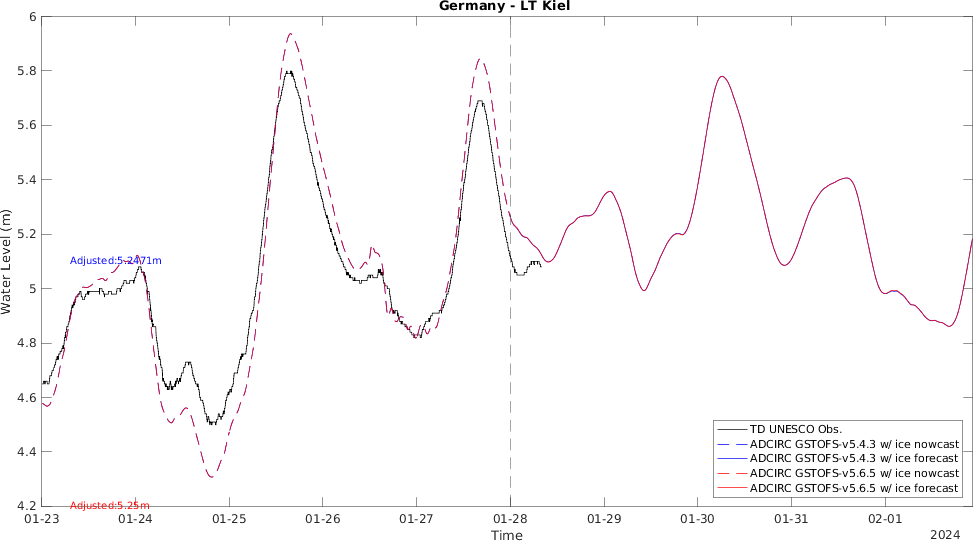 Germany - LT Kiel
6
5.8
5.6
5.4
5.2
5
4.8
4.6
4.4
4.2
Water Level (m)
Adjusted:5.2471m
Adjusted:5.25m
TD UNESCO Obs.
ADCIRC GSTOFS-v5.4.3 w/ ice nowcast
ADCIRC GSTOFS-v5.4.3 w/ ice forecast
ADCIRC GSTOFS-v5.6.5 w/ ice nowcast
ADCIRC GSTOFS-v5.6.5 w/ ice forecast
01-23 01-24 01-25 01-26 01-27 01-28 01-29 01-30 01-31 02-01
Time
2024